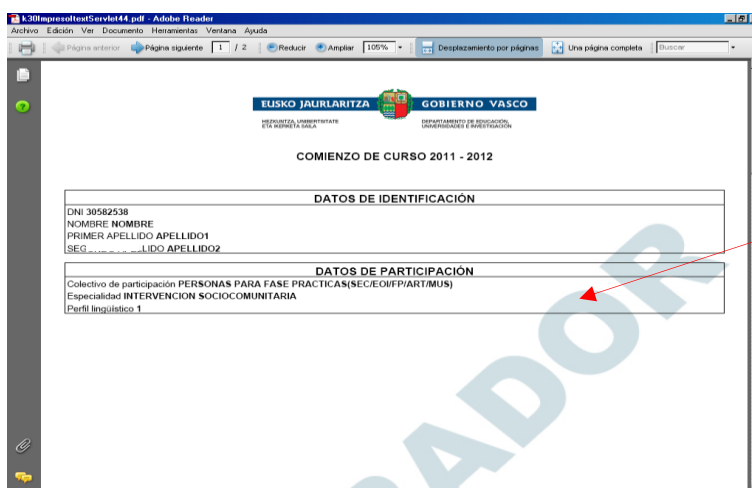 k30ImpresoItextServlet44.pdf - Adobe Reader
Archivo Edición Ver Documento Herramientas Ventana Ayuda
Página anterior Página siguiente 1 / 2 Reducir Ampliar 105% Desplazamiento por páginas Una página completa Buscar
EUSKO JAURLARITZA GOBIERNO VASCO
HEZKUNTZA, UNIBERTSITATE DEPARTAMENTO DE EDUCACIÓN,
ETA IKERKETA SAILA UNIVERSIDADES E INVESTIGACIÓN
COMIENZO DE CURSO 2011 - 2012
DATOS DE IDENTIFICACIÓN
DNI 30582538
NOMBRE NOMBRE
PRIMER APELLIDO APELLIDO1
SEG LIDO APELLIDO2
DATOS DE PARTICIPACIÓN
Colectivo de participación PERSONAS PARA FASE PRACTICAS(SEC/EOI/FP/ART/MUS)
Especialidad INTERVENCION SOCIOCOMUNITARIA
Perfil lingüístico 1
RADOR